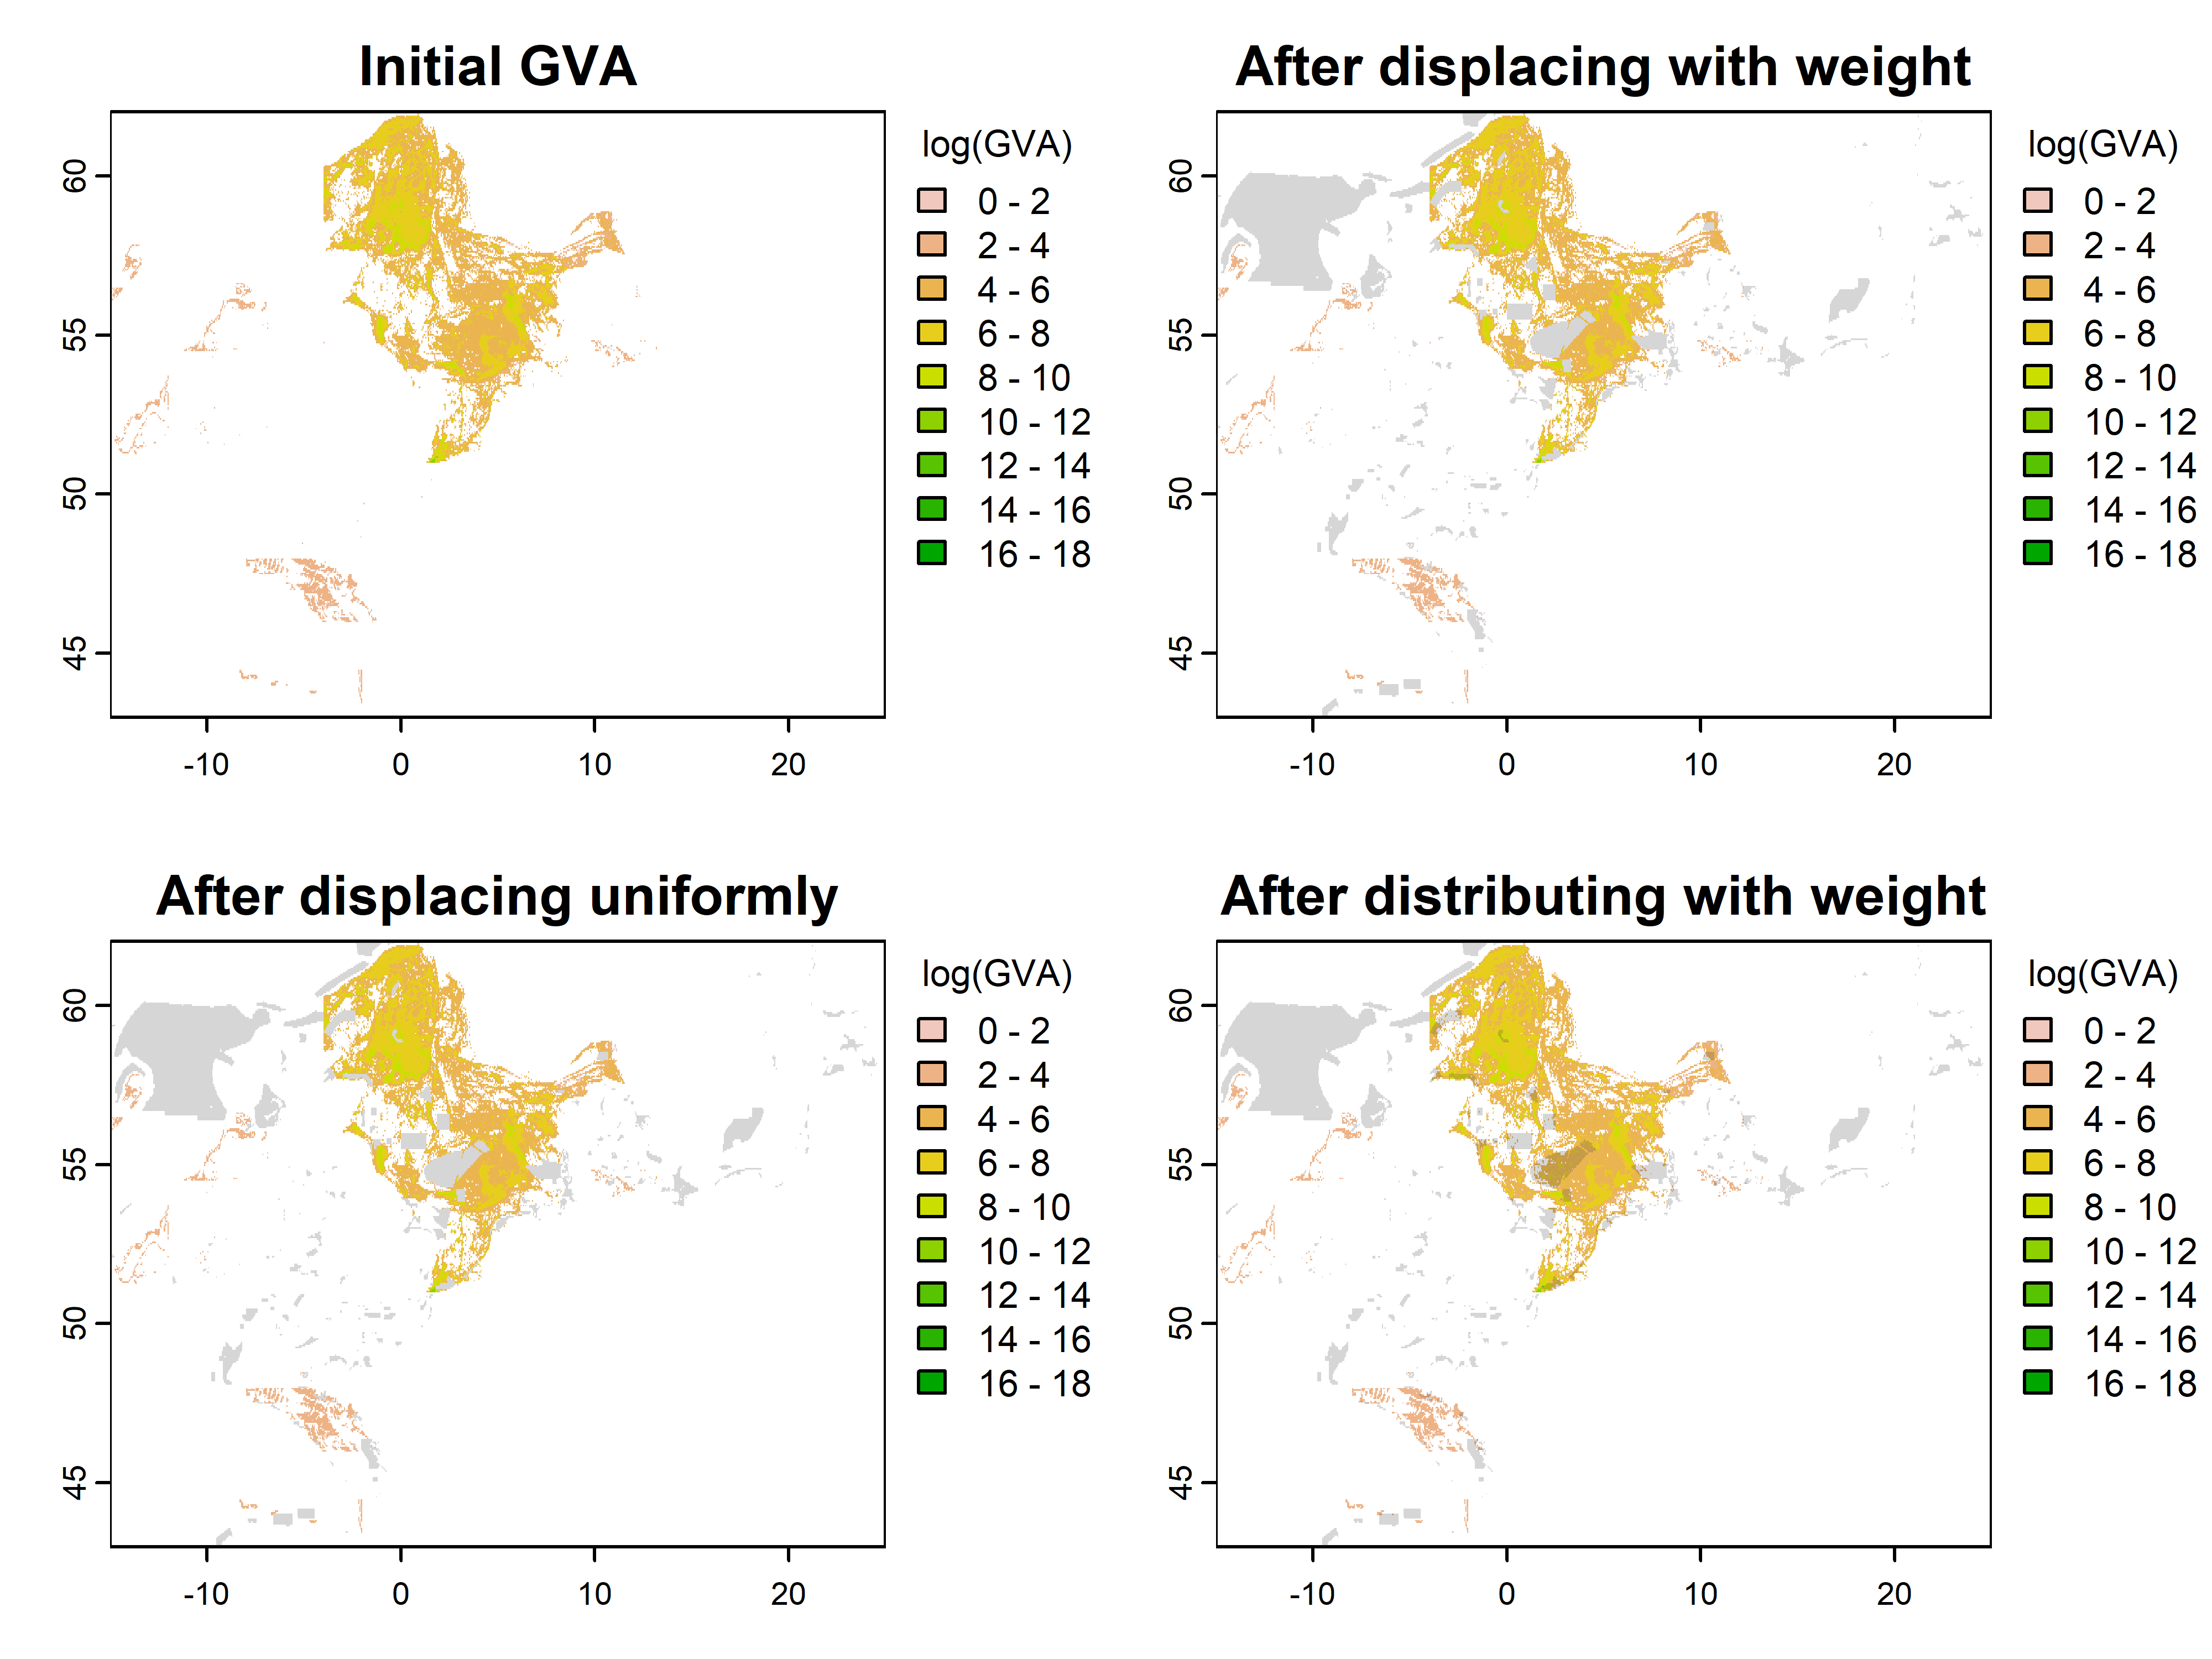 Initial GVA
60
55
50
45
-10
0
10
20
log(GVA)
0 - 2
2 - 4
4 - 6
6 - 8
8 - 10
10 - 12
12 - 14
14 - 16
16 - 18
After displacing with weight
60
55
50
45
-10
0
10
20
log(GVA)
0 - 2
2 - 4
4 - 6
6 - 8
8 - 10
10 - 12
12 - 14
14 - 16
16 - 18
After displacing uniformly
60
55
50
45
-10
0
10
20
log(GVA)
0 - 2
2 - 4
4 - 6
6 - 8
8 - 10
10 - 12
12 - 14
14 - 16
16 - 18
After distributing with weight
60
55
50
45
-10
0
10
20
log(GVA)
0 - 2
2 - 4
4 - 6
6 - 8
8 - 10
10 - 12
12 - 14
14 - 16
16 - 18